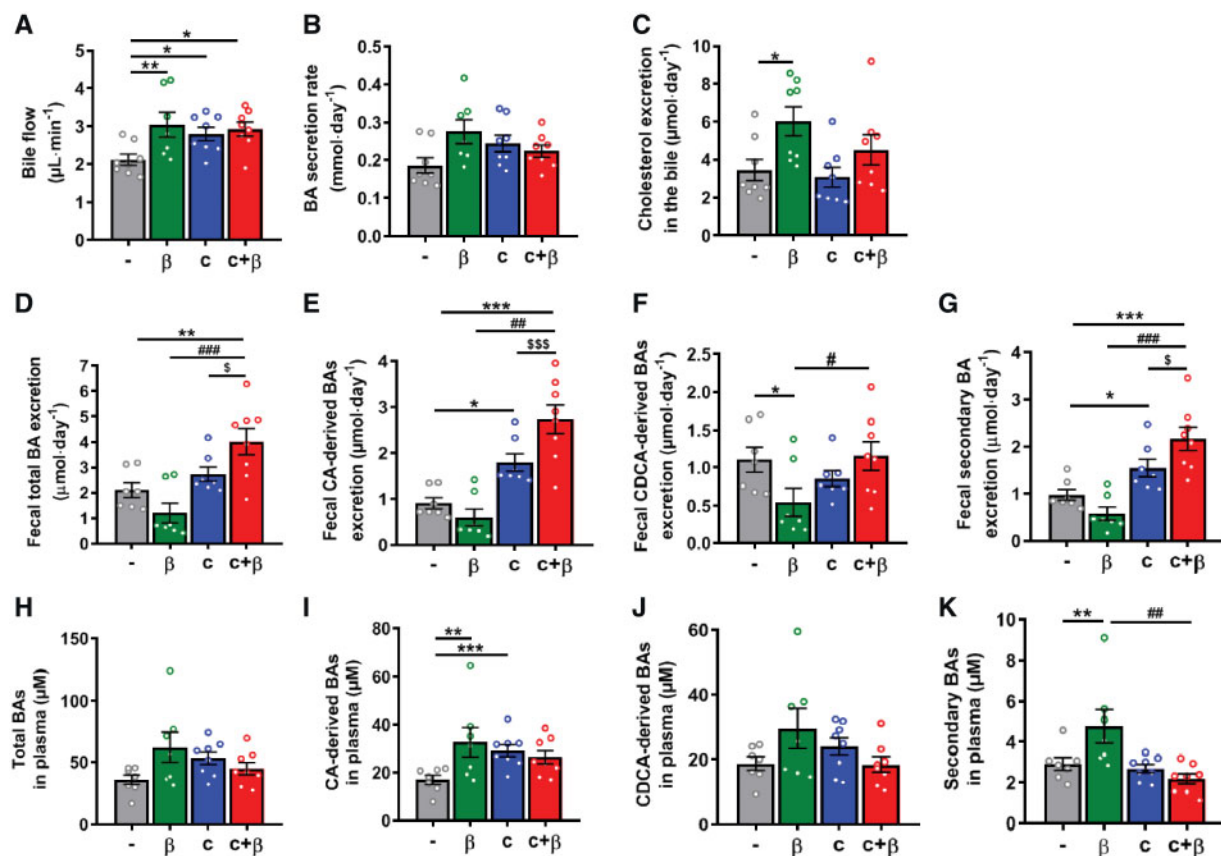 A
Bile flow
(µL·min⁻¹)
5
4
3
2
1
0
*
*
**
- β c c+β
B
BA secretion rate
(mmol·day⁻¹)
0.5
0.4
0.3
0.2
0.1
0.0
- β c c+β
C
Cholesterol excretion
in the bile (µmol·day⁻¹)
10
8
6
4
2
0
*
- β c c+β
D
Fecal total BA excretion
(µmol·day⁻¹)
7
6
5
4
3
2
1
0
**
###
$
- β c c+β
E
Fecal CA-derived BAs
excretion (µmol·day⁻¹)
4
3
2
1
0
***
##
$$$
*
- β c c+β
F
Fecal CDCA-derived BAs
excretion (µmol·day⁻¹)
2.5
2.0
1.5
1.0
0.5
0.0
#
*
- β c c+β
G
Fecal secondary BA
excretion (µmol·day⁻¹)
4
3
2
1
0
***
###
$
*
- β c c+β
H
Total BAs
in plasma (µM)
150
100
50
0
- β c c+β
I
CA-derived BAs
in plasma (µM)
80
60
40
20
0
**
***
- β c c+β
J
CDCA-derived BAs
in plasma (µM)
60
40
20
0
- β c c+β
K
Secondary BAs
in plasma (µM)
10
8
6
4
2
0
** ##
- β c c+β